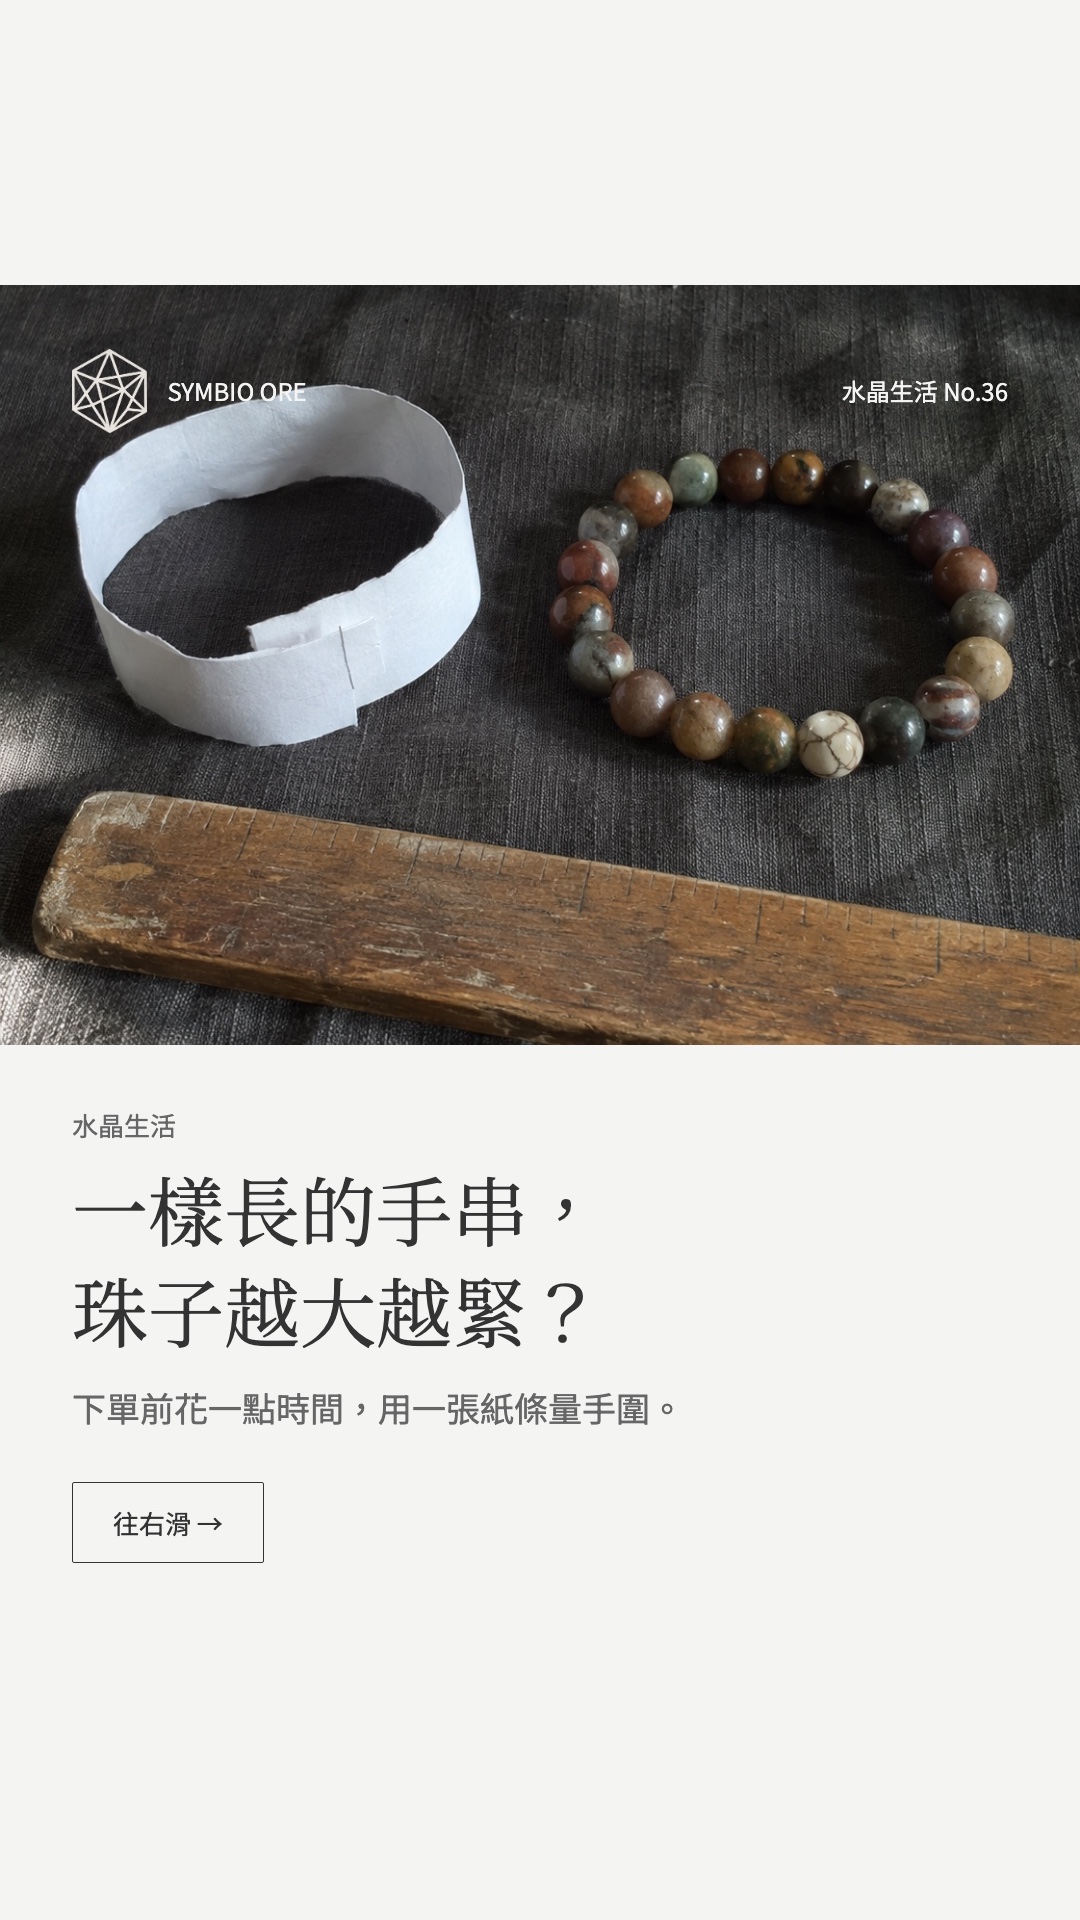 SYMBIO ORE
水晶生活 No.36
水晶生活
一樣長的手串，
珠子越大越緊？
下單前花一點時間，用一張紙條量手圍。
往右滑 →